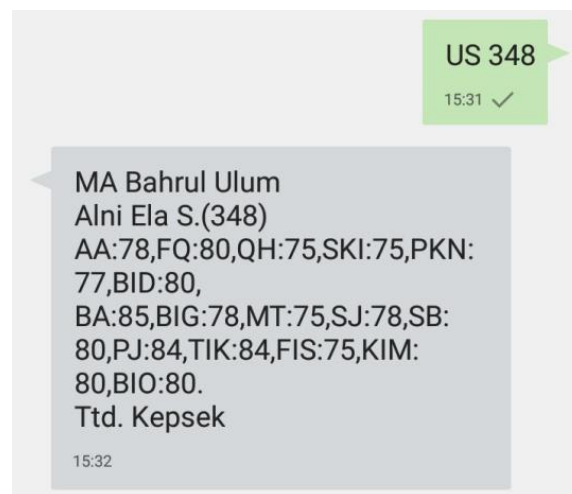 US 348
15:31
MA Bahrul Ulum
Alni Ela S.(348)
AA:78,FQ:80,QH:75,SKI:75,PKN:
77,BID:80,
BA:85,BIG:78,MT:75,SJ:78,SB:
80,PJ:84,TIK:84,FIS:75,KIM:
80,BIO:80.
Ttd. Kepsek
15:32